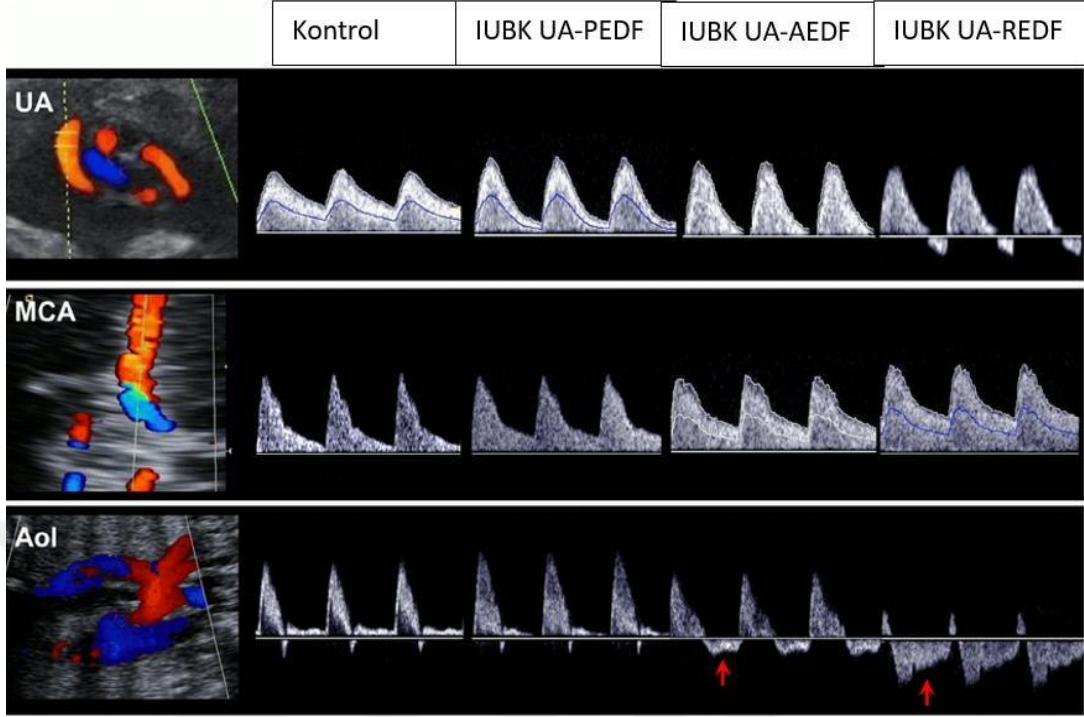 Kontrol IUBK UA-PEDF IUBK UA-AEDF IUBK UA-REDF
UA
MCA
AoI